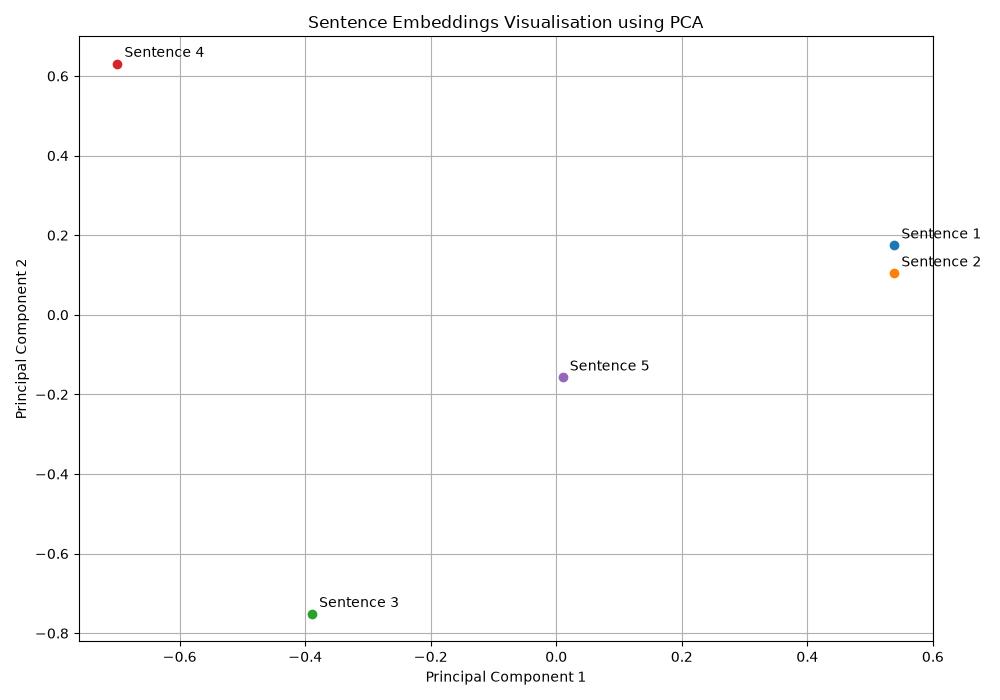 Sentence Embeddings Visualisation using PCA
Sentence 4
0.6
0.4
0.2
Sentence 1
Sentence 2
0.0
Sentence 5
−0.2
−0.4
−0.6
Sentence 3
−0.8
Principal Component 2
−0.6 −0.4 −0.2 0.0 0.2 0.4 0.6
Principal Component 1